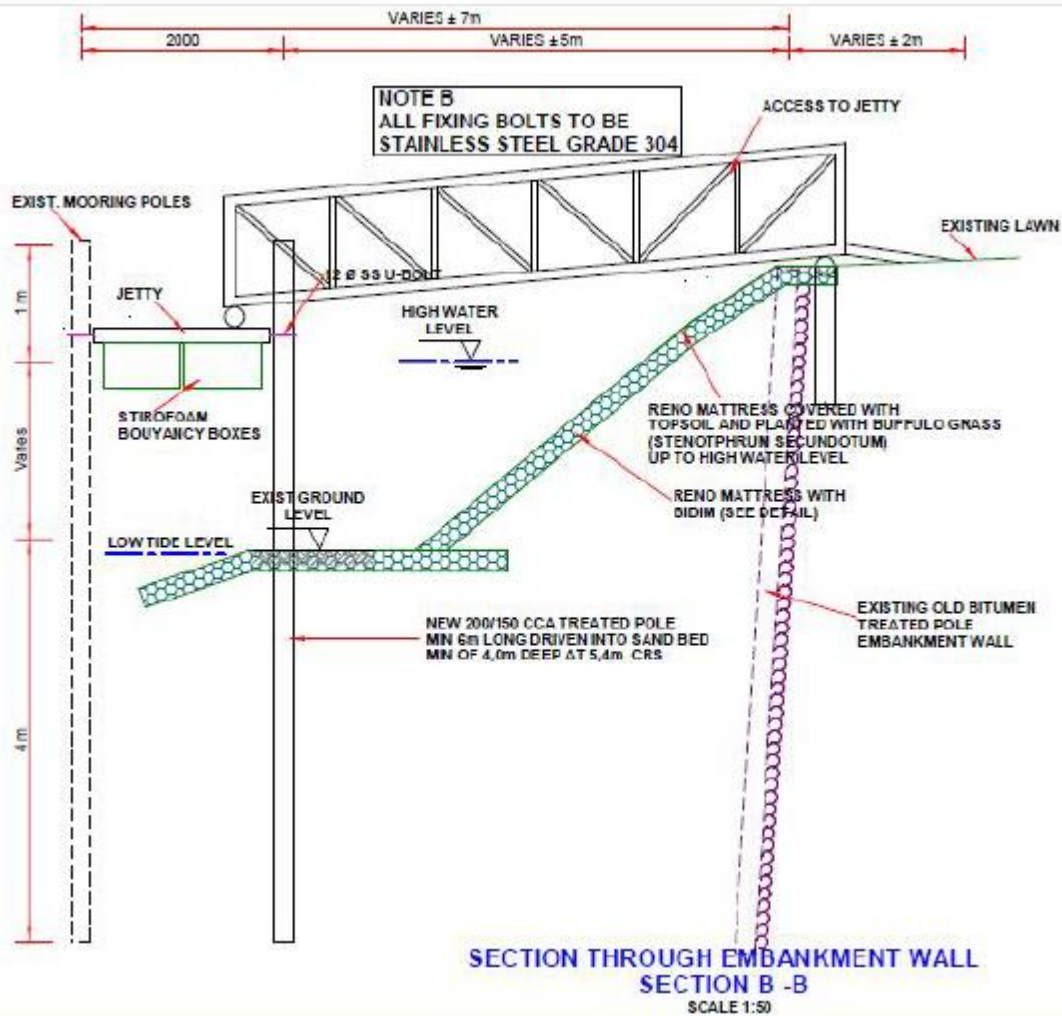 VARIES ± 7m
2000
VARIES ±5m
VARIES ± 2m
NOTE B
ALL FIXING BOLTS TO BE
STAINLESS STEEL GRADE 304
ACCESS TO JETTY
EXIST. MOORING POLES
EXISTING LAWN
12 Ø SS U-BOLT
JETTY
1m
HIGH WATER
LEVEL
STIROFOAM
BOUYANCY BOXES
RENO MATTRESS COVERED WITH
TOPSOIL AND PLANTED WITH BUFFULO GRASS
(STENOTPHRUN SECUNDOTUM)
UP TO HIGH WATER LEVEL
Varies
EXIST GROUND
LEVEL
RENO MATTRESS WITH
BIDIM (SEE DETAIL)
LOW TIDE LEVEL
NEW 200/150 CCA TREATED POLE
MIN 6m LONG DRIVEN INTO SAND BED
MIN OF 4,0m DEEP AT 5,4m CRS
EXISTING OLD BITUMEN
TREATED POLE
EMBANKMENT WALL
4m
SECTION THROUGH EMBANKMENT WALL
SECTION B -B
SCALE 1:50